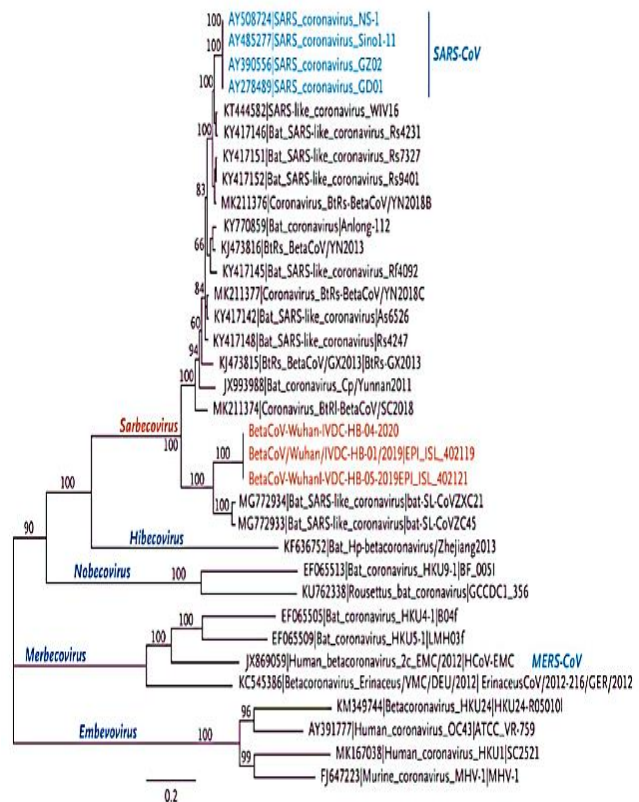 100 AY508724|SARS_coronavirus_NS-1
100 AY485277|SARS_coronavirus_Sino1-11
SARS-CoV
AY390556|SARS_coronavirus_GZ02
100 AY278489|SARS_coronavirus_GD01
KT444582|SARS-like_coronavirus_WIV16
100 KY417146|Bat_SARS-like_coronavirus_Rs4231
KY417151|Bat_SARS-like_coronavirus_Rs7327
KY417152|Bat_SARS-like_coronavirus_Rs9401
83 MK211376|Coronavirus_BtRs-BetaCoV/YN2018B
KY770859|Bat_coronavirus|Anlong-112
66 KJ473816|BtRs_BetaCoV/YN2013
KY417145|Bat_SARS-like_coronavirus_Rf4092
84 MK211377|Coronavirus_BtRs-BetaCoV/YN2018C
60 KY417142|Bat_SARS-like_coronavirus|As6526
KY417148|Bat_SARS-like_coronavirus|Rs4247
94 KJ473815|BtRs_BetaCoV/GX2013|BtRs-GX2013
100 JX993988|Bat_coronavirus_Cp/Yunnan2011
MK211374|Coronavirus_BtRl-BetaCoV/SC2018
Sarbecovirus BetaCoV-Wuhan-IVDC-HB-04-2020
100
100 BetaCoV/Wuhan/IVDC-HB-01/2019|EPI_ISL_402119
100 BetaCoV-WuhanI-VDC-HB-05-2019EPI_ISL_402121
100 MG772934|Bat_SARS-like_coronavirus|bat-SL-CoVZXC21
100 MG772933|Bat_SARS-like_coronavirus|bat-SL-CoVZC45
90 Hibecovirus KF636752|Bat_Hp-betacoronavirus/Zhejiang2013
Nobecovirus 100 EF065513|Bat_coronavirus_HKU9-1|BF_005I
KU762338|Rousettus_bat_coronavirus|GCCDC1_356
100 EF065505|Bat_coronavirus_HKU4-1|B04f
100 EF065509|Bat_coronavirus_HKU5-1|LMH03f
Merbecovirus JX869059|Human_betacoronavirus_2c_EMC/2012|HCoV-EMC MERS-CoV
KC545386|Betacoronavirus_Erinaceus/VMC/DEU/2012| ErinaceusCoV/2012-216/GER/2012
96 KM349744|Betacoronavirus_HKU24|HKU24-R05010I
Embevovirus 100 AY391777|Human_coronavirus_OC43|ATCC_VR-759
99 MK167038|Human_coronavirus_HKU1|SC2521
FJ647223|Murine_coronavirus_MHV-1|MHV-1
0.2